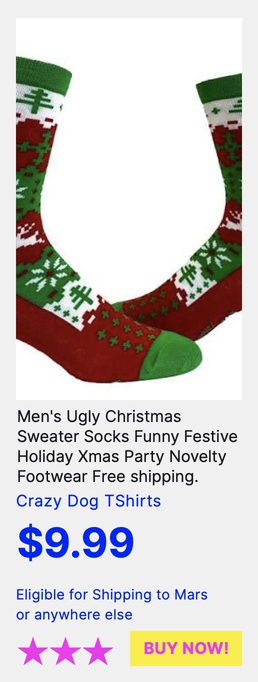 Men's Ugly Christmas
Sweater Socks Funny Festive
Holiday Xmas Party Novelty
Footwear Free shipping.
Crazy Dog TShirts
$9.99
Eligible for Shipping to Mars
or anywhere else
BUY NOW!